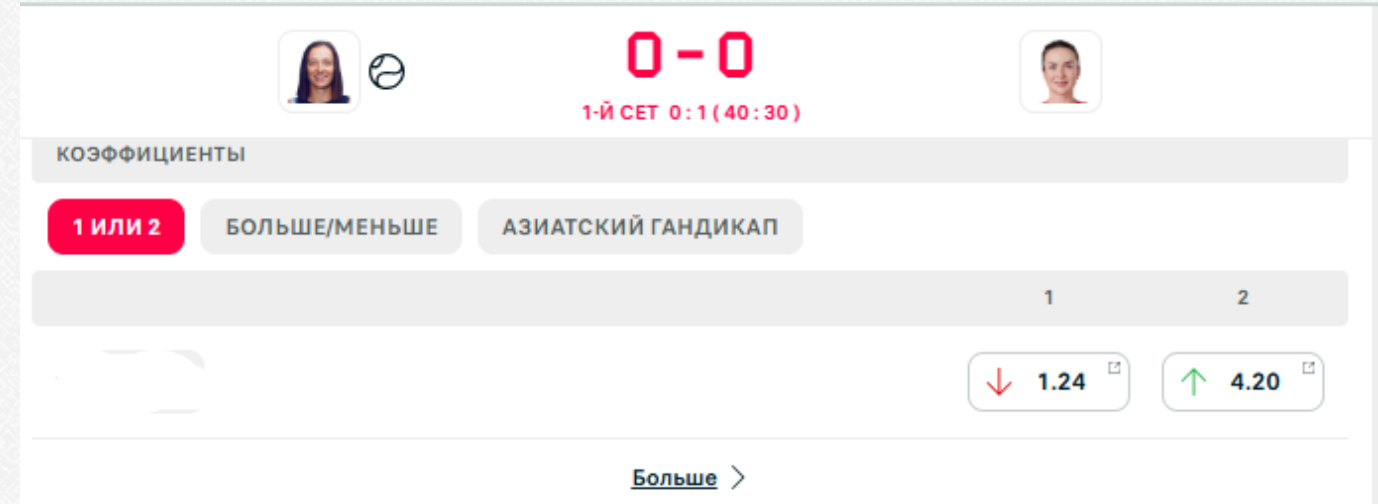 0 - 0
1-Й СЕТ 0 : 1 ( 40 : 30 )
КОЭФФИЦИЕНТЫ
1 ИЛИ 2 БОЛЬШЕ/МЕНЬШЕ АЗИАТСКИЙ ГАНДИКАП
1 2
1.24 4.20
Больше